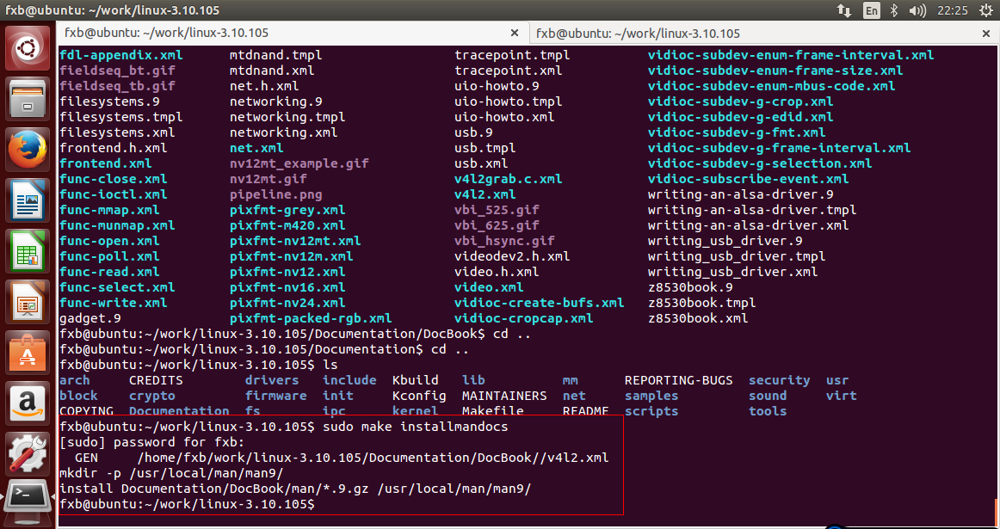 fxb@ubuntu: ~/work/linux-3.10.105 En 22:25
fxb@ubuntu: ~/work/linux-3.10.105 × fxb@ubuntu: ~/work/linux-3.10.105 ×
fdl-appendix.xml mtdnand.tmpl tracepoint.tmpl vidioc-subdev-enum-frame-interval.xml
fieldseq_bt.gif mtdnand.xml tracepoint.xml vidioc-subdev-enum-frame-size.xml
fieldseq_tb.gif net.h.xml uio-howto.9 vidioc-subdev-enum-mbus-code.xml
filesystems.9 networking.9 uio-howto.tmpl vidioc-subdev-g-crop.xml
filesystems.tmpl networking.tmpl uio-howto.xml vidioc-subdev-g-edid.xml
filesystems.xml networking.xml usb.9 vidioc-subdev-g-fmt.xml
frontend.h.xml net.xml usb.tmpl vidioc-subdev-g-frame-interval.xml
frontend.xml nv12mt_example.gif usb.xml vidioc-subdev-g-selection.xml
func-close.xml nv12mt.gif v4l2grab.c.xml vidioc-subscribe-event.xml
func-ioctl.xml pipeline.png v4l2.xml writing-an-alsa-driver.9
func-mmap.xml pixfmt-grey.xml vbi_525.gif writing-an-alsa-driver.tmpl
func-munmap.xml pixfmt-m420.xml vbi_625.gif writing-an-alsa-driver.xml
func-open.xml pixfmt-nv12mt.xml vbi_hsync.gif writing_usb_driver.9
func-poll.xml pixfmt-nv12m.xml videodev2.h.xml writing_usb_driver.tmpl
func-read.xml pixfmt-nv12.xml video.h.xml writing_usb_driver.xml
func-select.xml pixfmt-nv16.xml video.xml z8530book.9
func-write.xml pixfmt-nv24.xml vidioc-create-bufs.xml z8530book.tmpl
gadget.9 pixfmt-packed-rgb.xml vidioc-cropcap.xml z8530book.xml
fxb@ubuntu:~/work/linux-3.10.105/Documentation/DocBook$ cd ..
fxb@ubuntu:~/work/linux-3.10.105/Documentation$ cd ..
fxb@ubuntu:~/work/linux-3.10.105$ ls
arch CREDITS drivers include Kbuild lib mm REPORTING-BUGS security usr
block crypto firmware init Kconfig MAINTAINERS net samples sound virt
COPYING Documentation fs ipc kernel Makefile README scripts tools
fxb@ubuntu:~/work/linux-3.10.105$ sudo make installmandocs
[sudo] password for fxb:
GEN /home/fxb/work/linux-3.10.105/Documentation/DocBook//v4l2.xml
mkdir -p /usr/local/man/man9/
install Documentation/DocBook/man/*.9.gz /usr/local/man/man9/
fxb@ubuntu:~/work/linux-3.10.105$